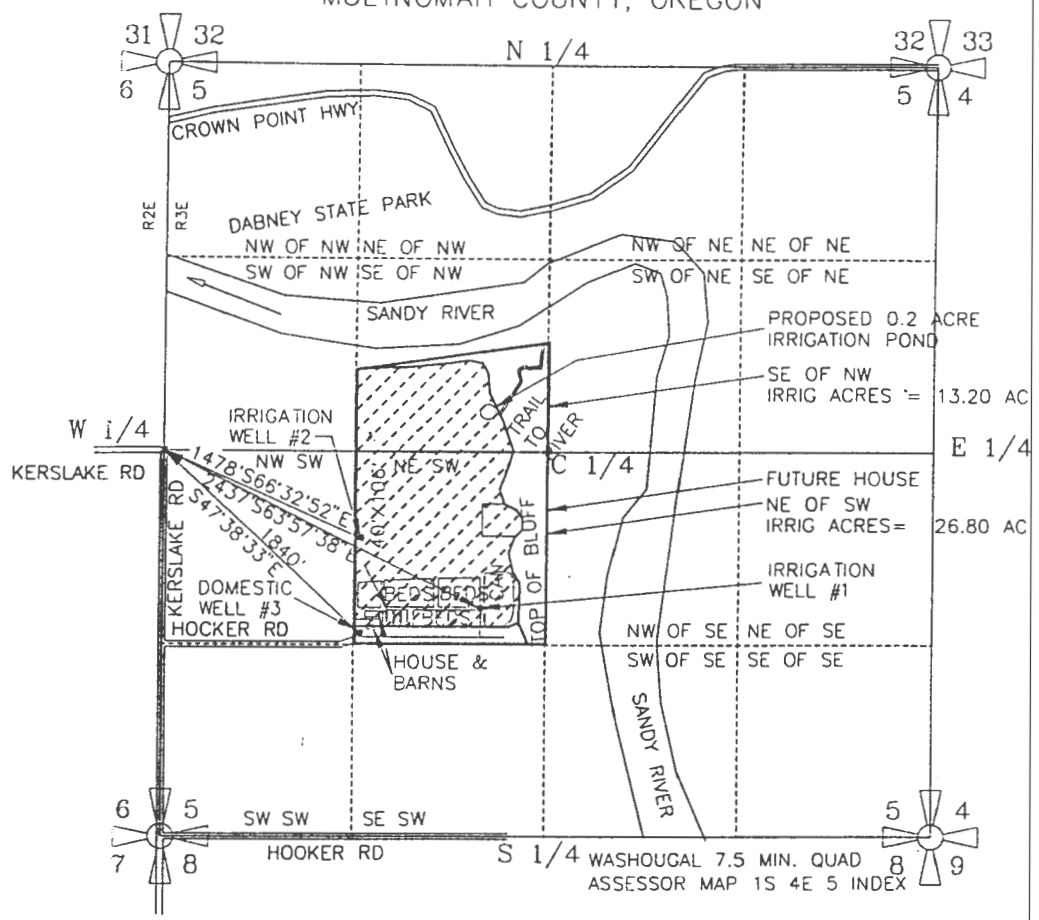 MULTNOMAH COUNTY, OREGON
31 32
6 5
N 1/4
32 33
5 4
CROWN POINT HWY
R2E R3E
DABNEY STATE PARK
NW OF NW NE OF NW
SW OF NW SE OF NW
NW OF NE NE OF NE
SW OF NE SE OF NE
SANDY RIVER
PROPOSED 0.2 ACRE
IRRIGATION POND
SE OF NW
IRRIG ACRES = 13.20 AC
TRAIL
TO
RIVER
IRRIGATION
WELL #2
W 1/4
KERSLAKE RD
NW SW
NE SW
C 1/4
E 1/4
1478'S66'32'52"E
2437'S63'57'38"E
1840'
S47'38'33"E
KERSLAKE RD
FUTURE HOUSE
NE OF SW
IRRIG ACRES= 26.80 AC
TOP OF BLUFF
DOMESTIC
WELL #3
HOCKER RD
BEDS BEDS
BEDS
IRRIGATION
WELL #1
NW OF SE NE OF SE
SW OF SE SE OF SE
HOUSE &
BARNS
SANDY RIVER
6 5
7 8
SW SW SE SW
HOOKER RD
S 1/4
5 4
8 9
WASHOUGAL 7.5 MIN. QUAD
ASSESSOR MAP 1S 4E 5 INDEX